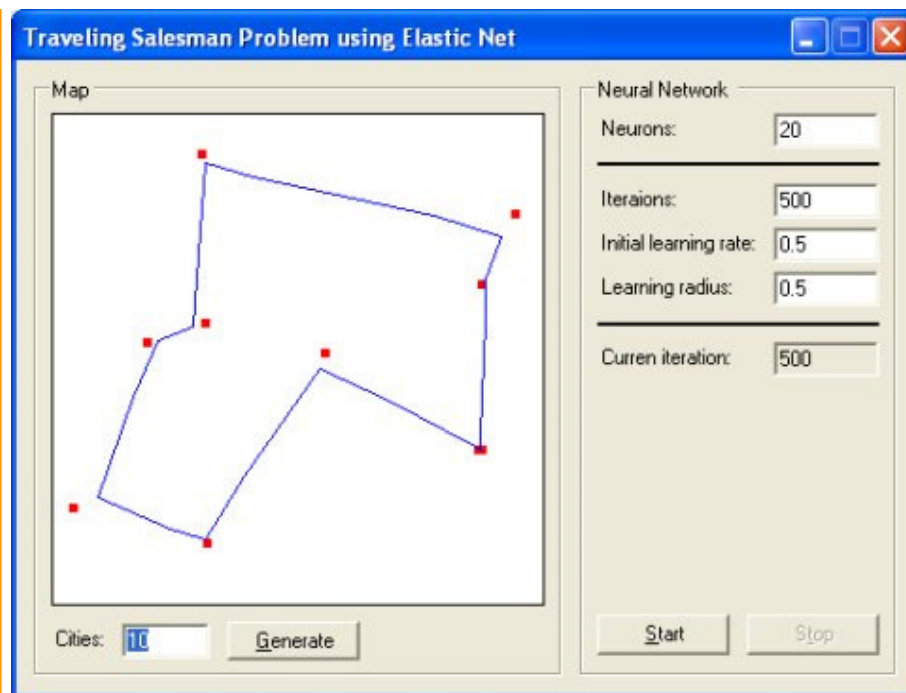 Traveling Salesman Problem using Elastic Net
Map
Cities:
10
Generate
Neural Network
Neurons:
20
Iteraions:
500
Initial learning rate:
0.5
Learning radius:
0.5
Curren iteration:
500
Start
Stop